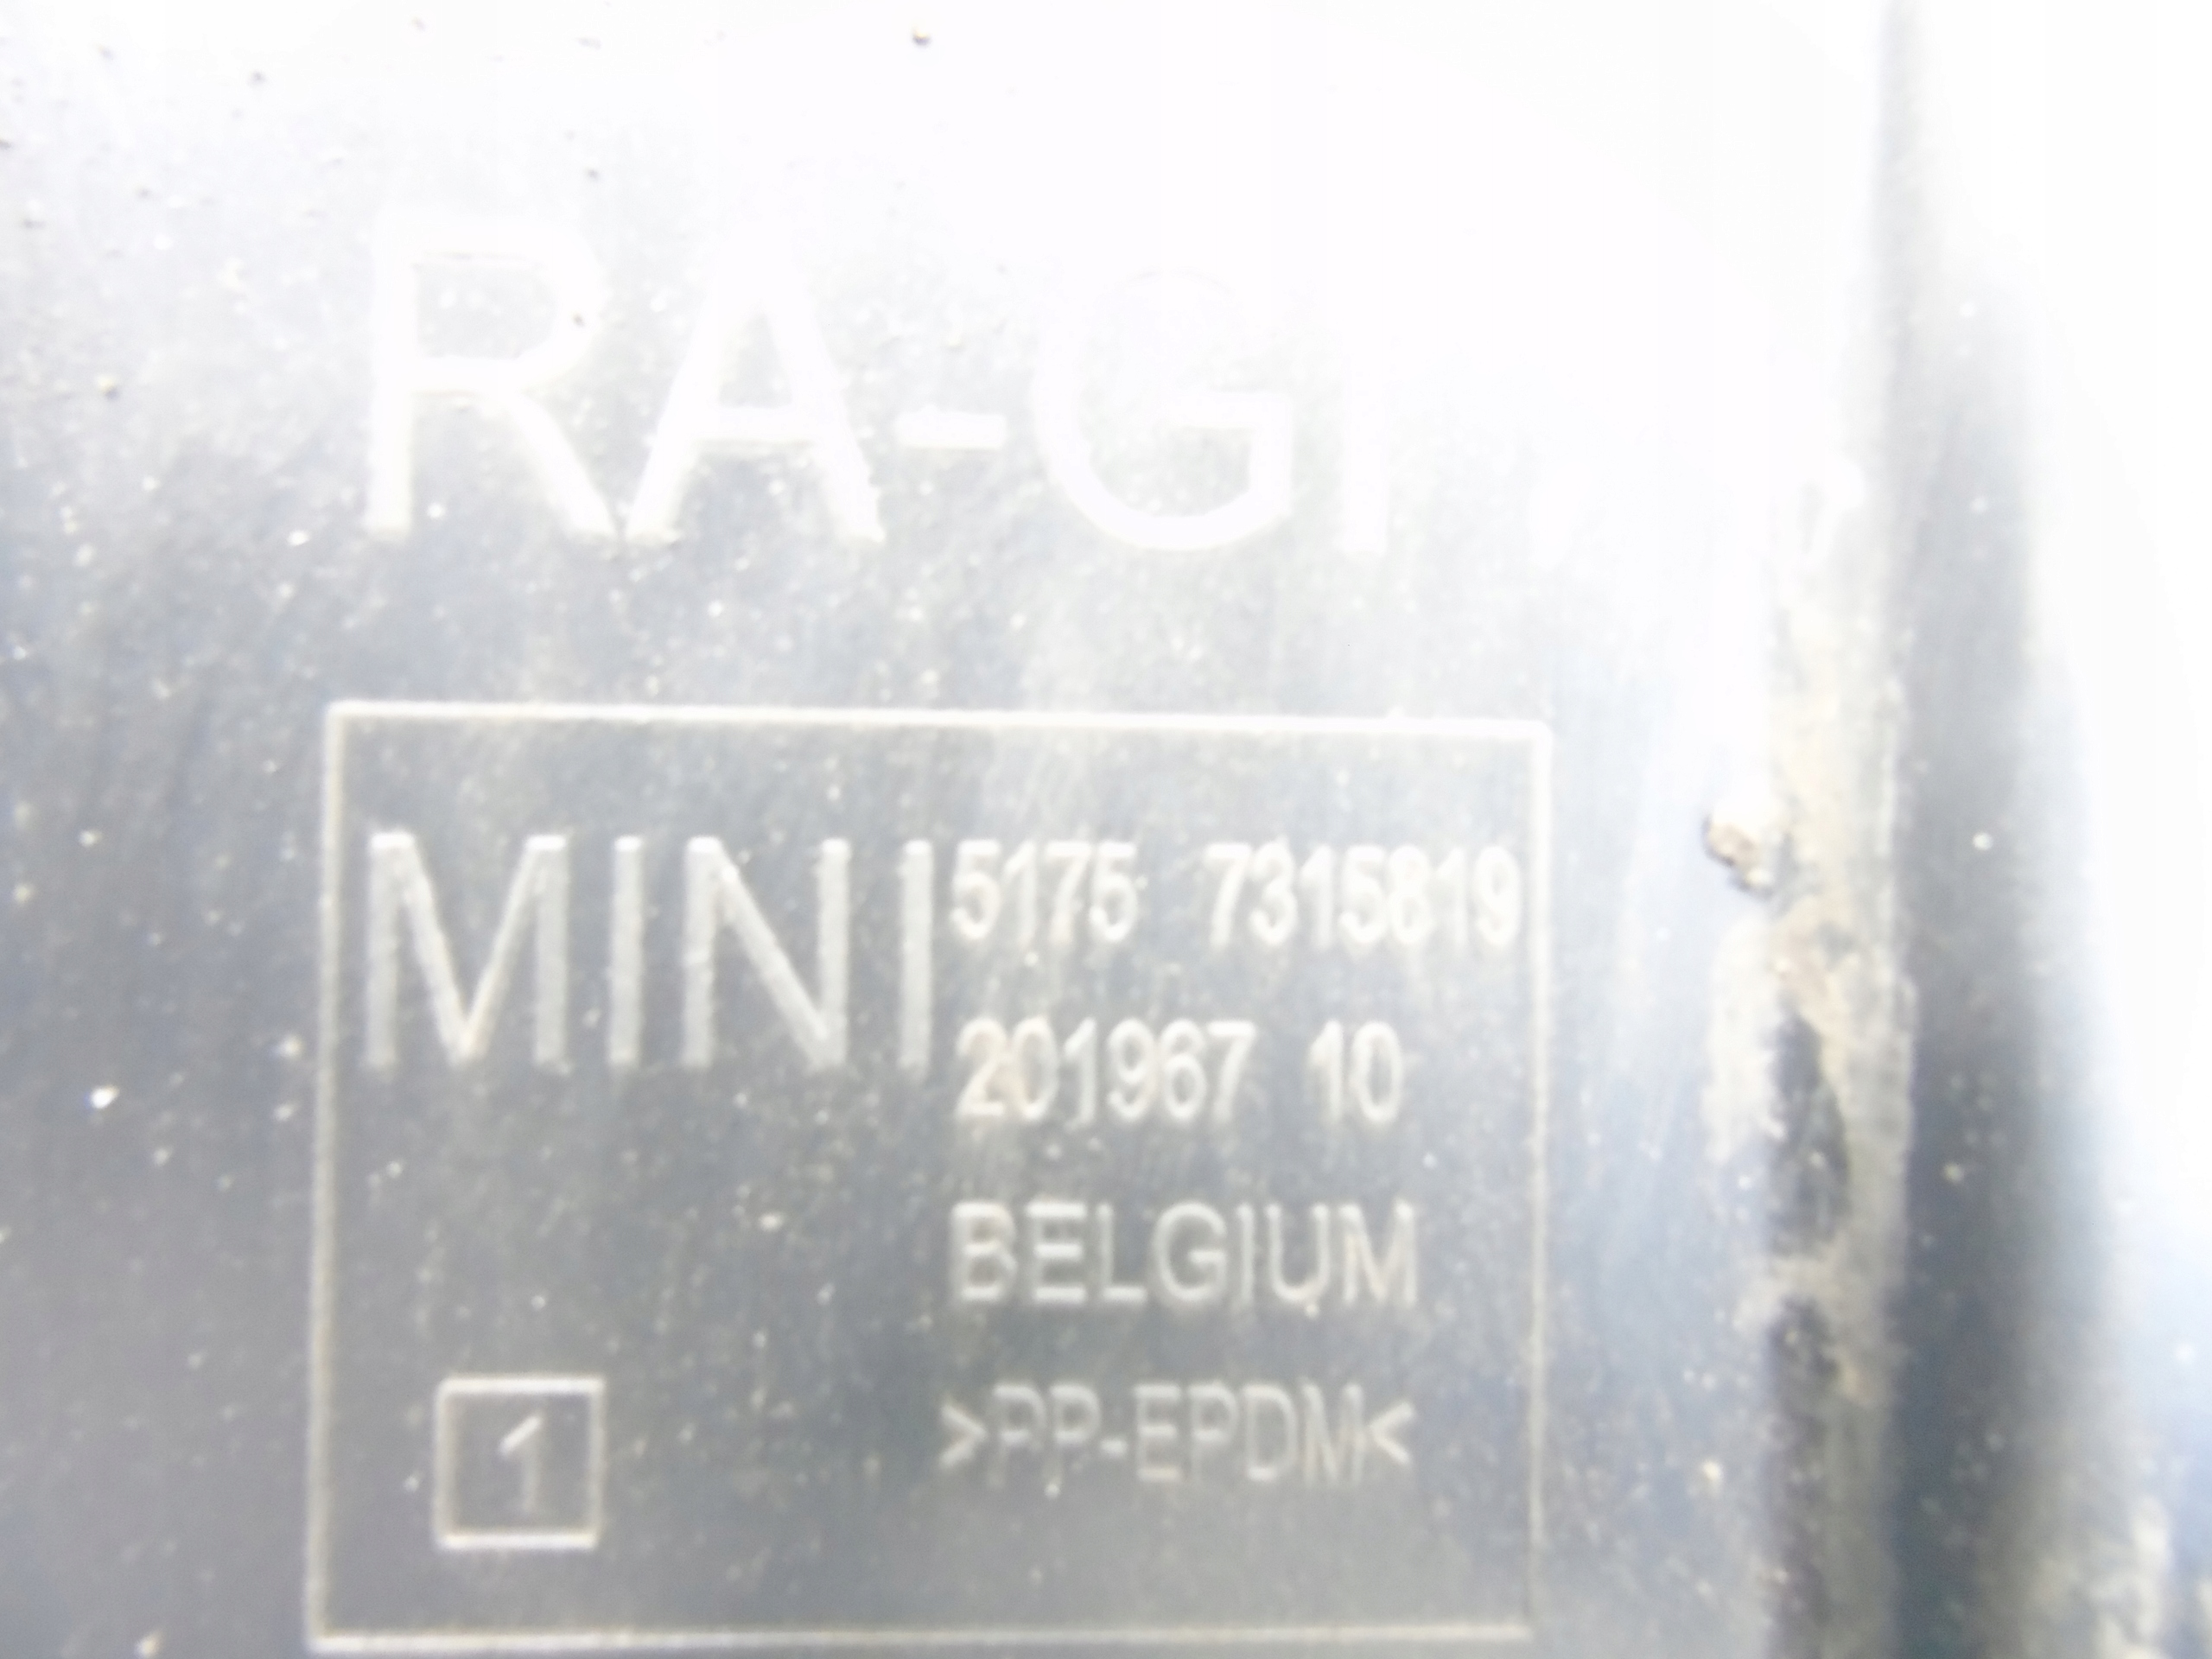 RA-G
MINI 5175 7315819
201967 10
BELGIUM
1 >PP-EPDM<